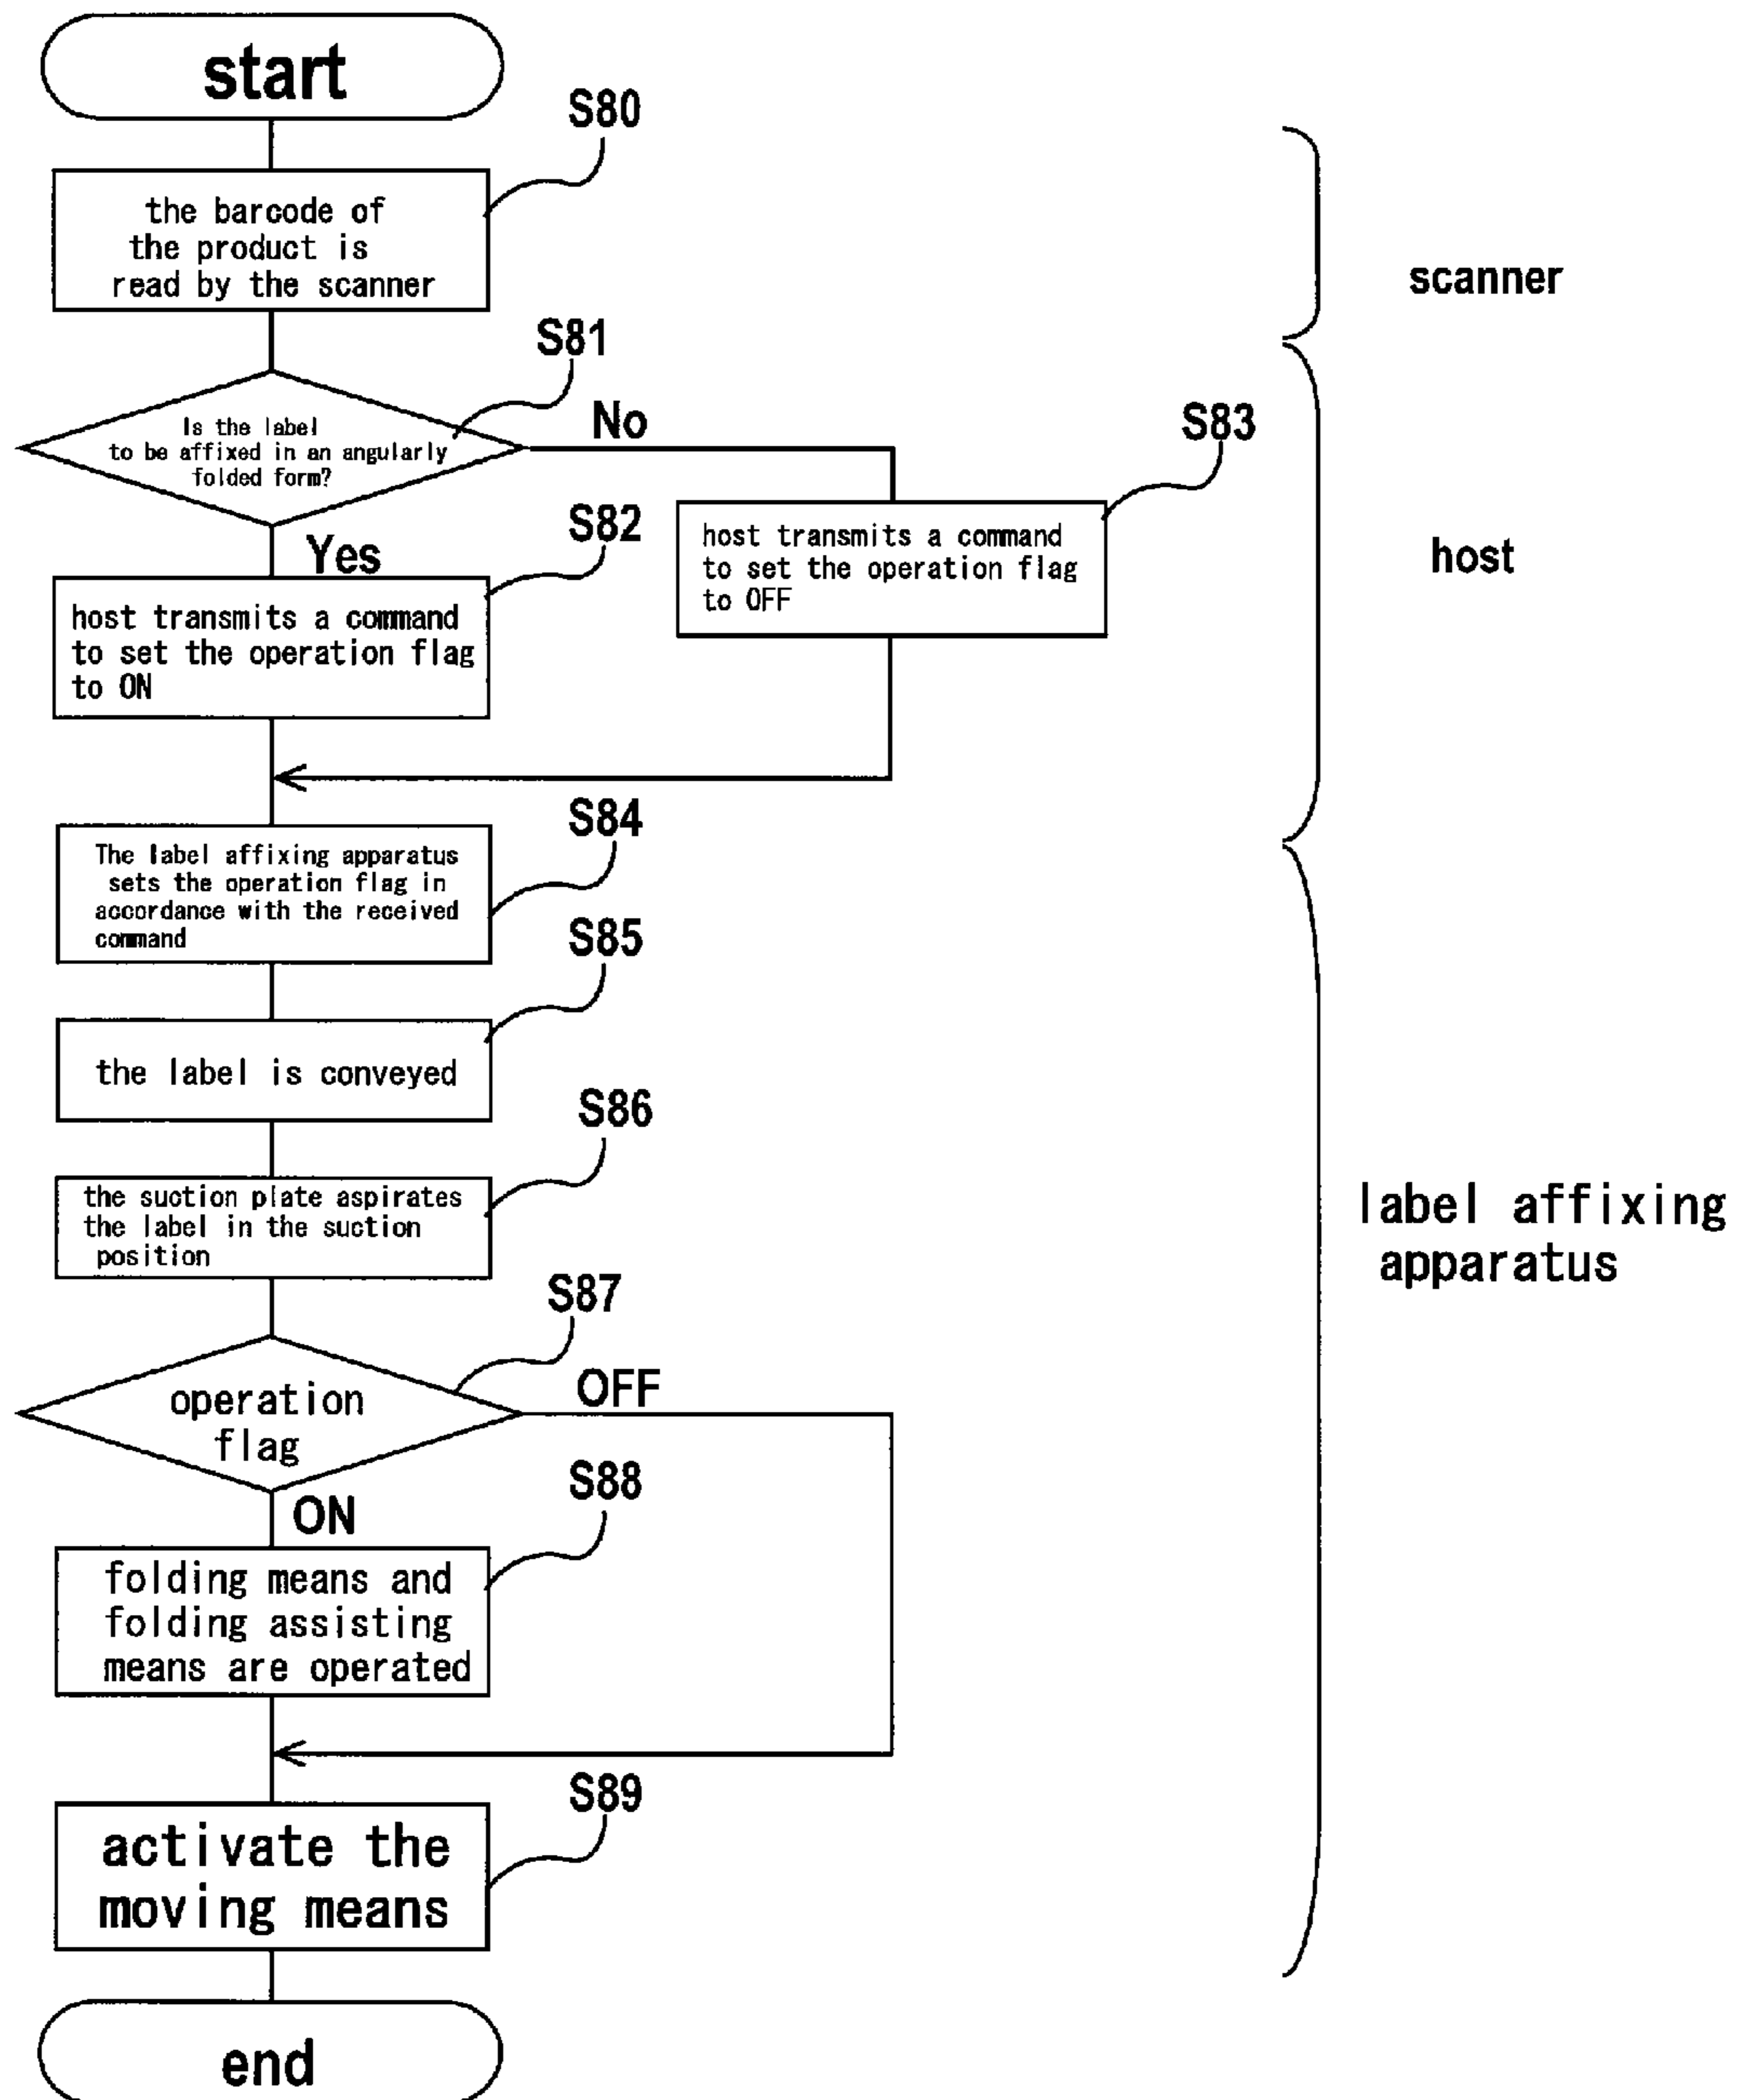 start
S80
the barcode of
the product is
read by the scanner
scanner
S81
Is the label
to be affixed in an angularly
folded form?
No
S83
host transmits a command
to set the operation flag
to OFF
host
Yes
S82
host transmits a command
to set the operation flag
to ON
S84
The label affixing apparatus
sets the operation flag in
accordance with the received
command
S85
the label is conveyed
S86
the suction plate aspirates
the label in the suction
position
label affixing
apparatus
S87
operation
flag
OFF
ON
S88
folding means and
folding assisting
means are operated
S89
activate the
moving means
end